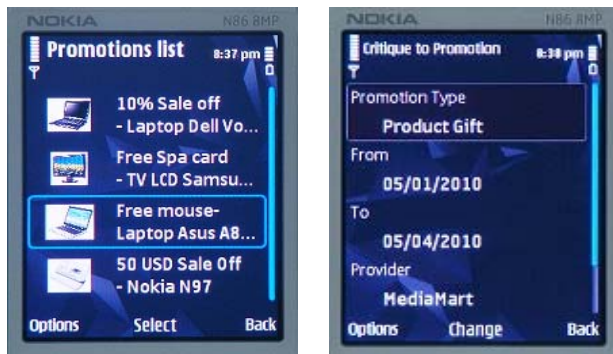 NOKIA N86 8MP
Promotions list 8:37 pm
10% Sale off
- Laptop Dell Vo...
Free Spa card
- TV LCD Samsu...
Free mouse-
Laptop Asus A8...
50 USD Sale Off
- Nokia N97
Options Select Back
NOKIA N86 8MP
Critique to Promotion 8:38 pm
Promotion Type
Product Gift
From
05/01/2010
To
05/04/2010
Provider
MediaMart
Options Change Back